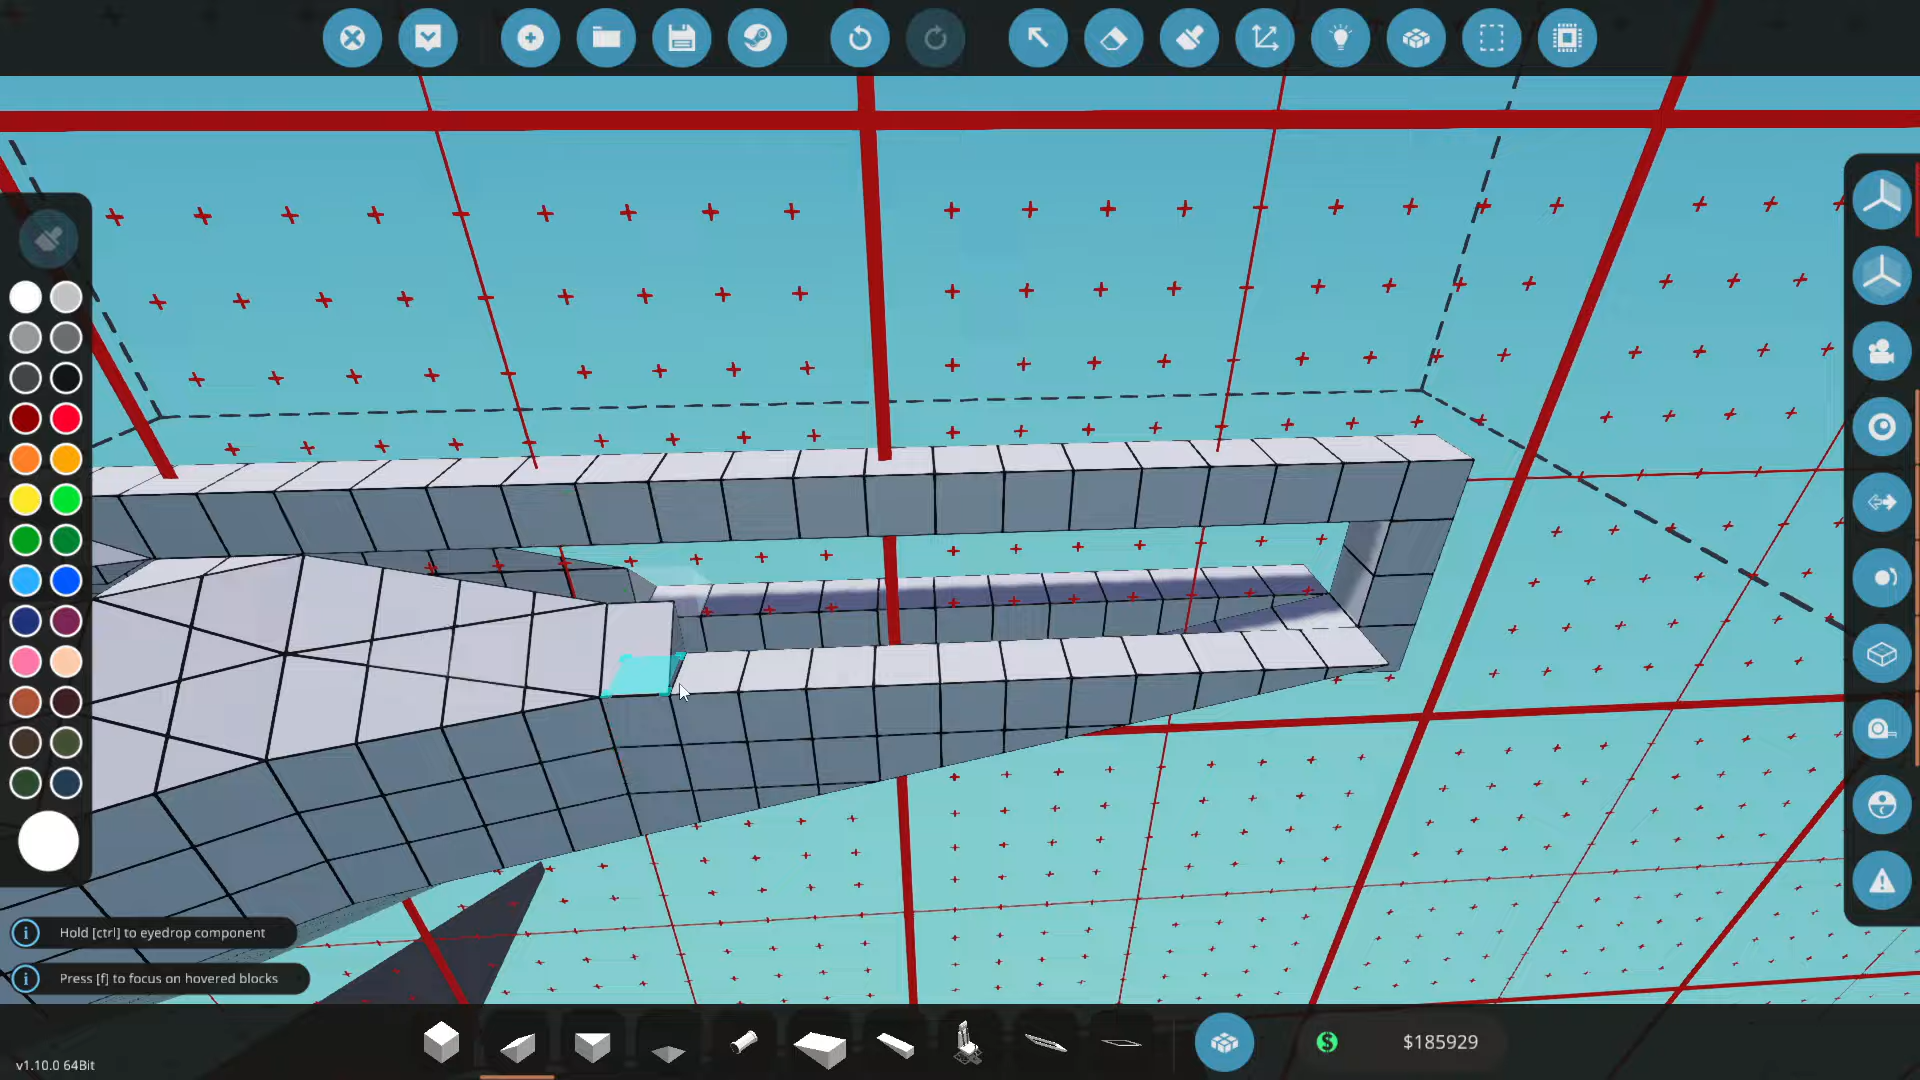 Hold [ctrl] to eyedrop component
Press [f] to focus on hovered blocks
$185929
v1.10.0 64Bit